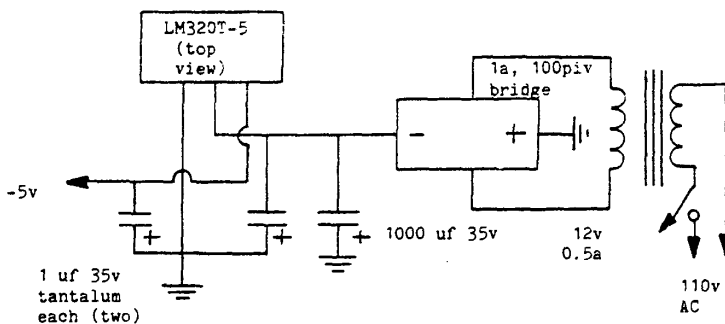 LM320T-5
(top
view)
1a, 100piv
bridge
-
+
-5v
+
+
+
1000 uf 35v
12v
0.5a
1 uf 35v
tantalum
each (two)
110v
AC